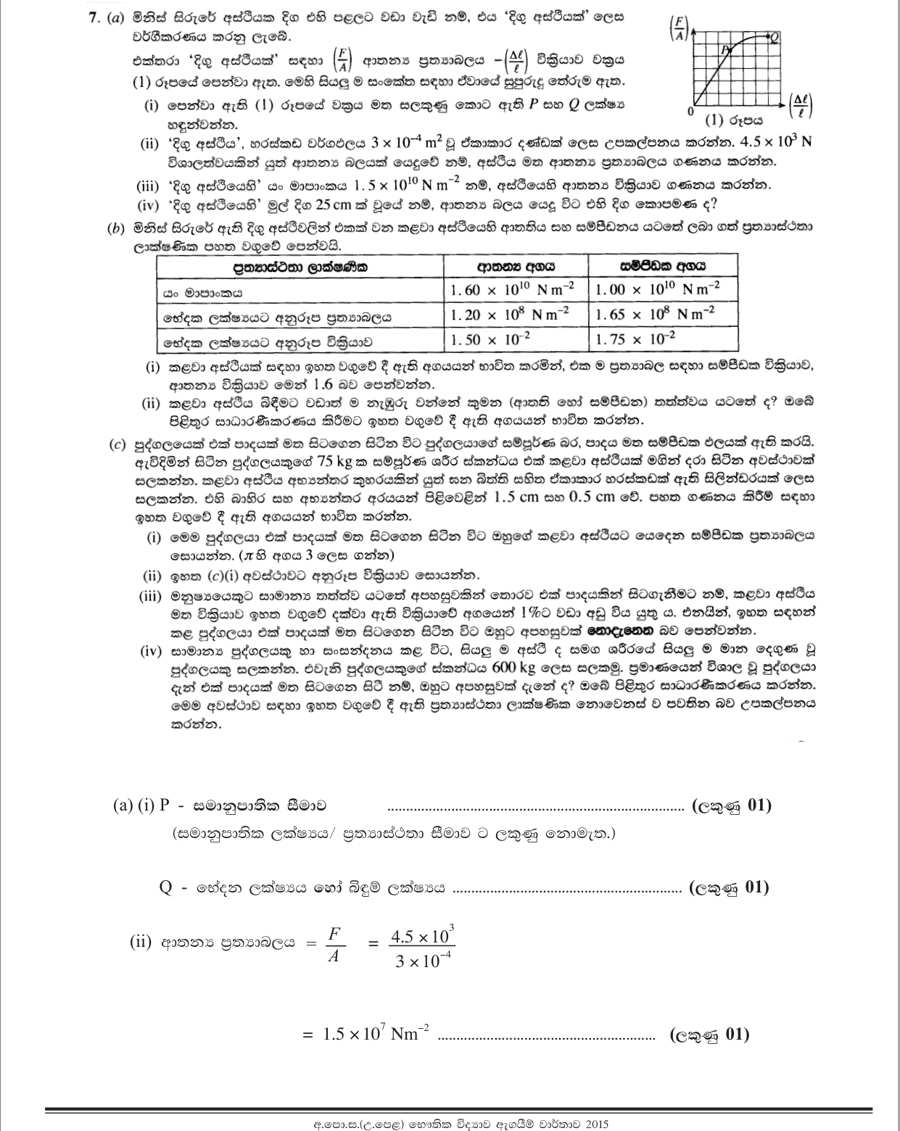 7. (a) මිනිස් සිරුරේ අස්ථියක දිග එහි පළලට වඩා වැඩි නම්, එය ‘දිගු අස්ථියක්’ ලෙස
වර්ගීකරණය කරනු ලැබේ.
එක්තරා ‘දිගු අස්ථියක්’ සඳහා (F/A) ආතන්‍ය ප්‍රත්‍යාබලය –(Δℓ/ℓ) වික්‍රියාව වක්‍රය
(1) රූපයේ පෙන්වා ඇත. මෙහි සියලු ම සංකේත සඳහා ඒවායේ සුපුරුදු තේරුම ඇත.
(i) පෙන්වා ඇති (1) රූපයේ වක්‍රය මත සලකුණු කොට ඇති P සහ Q ලක්ෂ්‍ය
හඳුන්වන්න.
(F/A)
P
Q
0
(Δℓ/ℓ)
(1) රූපය
(ii) ‘දිගු අස්ථිය’, හරස්කඩ වර්ගඵලය 3 × 10⁻⁴ m² වූ ඒකාකාර දණ්ඩක් ලෙස උපකල්පනය කරන්න. 4.5 × 10³ N
විශාලත්වයකින් යුත් ආතන්‍ය බලයක් යෙදුවේ නම්, අස්ථිය මත ආතන්‍ය ප්‍රත්‍යාබලය ගණනය කරන්න.
(iii) ‘දිගු අස්ථියෙහි’ යං මාපාංකය 1.5 × 10¹⁰ N m⁻² නම්, අස්ථියෙහි ආතන්‍ය වික්‍රියාව ගණනය කරන්න.
(iv) ‘දිගු අස්ථියෙහි’ මුල් දිග 25 cm ක් වූයේ නම්, ආතන්‍ය බලය යෙදූ විට එහි දිග කොපමණ ද?
(b) මිනිස් සිරුරේ ඇති දිගු අස්ථිවලින් එකක් වන කළවා අස්ථියෙහි ආතතිය සහ සම්පීඩනය යටතේ ලබා ගත් ප්‍රත්‍යාස්ථතා
ලාක්ෂණික පහත වගුවේ පෙන්වයි.
ප්‍රත්‍යාස්ථතා ලාක්ෂණික ආතන්‍ය අගය සම්පීඩක අගය
යං මාපාංකය 1.60 × 10¹⁰ N m⁻² 1.00 × 10¹⁰ N m⁻²
භේදක ලක්ෂ්‍යයට අනුරූප ප්‍රත්‍යාබලය 1.20 × 10⁸ N m⁻² 1.65 × 10⁸ N m⁻²
භේදක ලක්ෂ්‍යයට අනුරූප වික්‍රියාව 1.50 × 10⁻² 1.75 × 10⁻²
(i) කළවා අස්ථියක් සඳහා ඉහත වගුවේ දී ඇති අගයයන් භාවිත කරමින්, එක ම ප්‍රත්‍යාබල සඳහා සම්පීඩක වික්‍රියාව,
ආතන්‍ය වික්‍රියාව මෙන් 1.6 බව පෙන්වන්න.
(ii) කළවා අස්ථිය බිඳීමට වඩාත් ම නැඹුරු වන්නේ කුමන (ආතති හෝ සම්පීඩන) තත්ත්වය යටතේ ද? ඔබේ
පිළිතුර සාධාරණීකරණය කිරීමට ඉහත වගුවේ දී ඇති අගයයන් භාවිත කරන්න.
(c) පුද්ගලයෙක් එක් පාදයක් මත සිටගෙන සිටින විට පුද්ගලයාගේ සම්පූර්ණ බර, පාදය මත සම්පීඩක ඵලයක් ඇති කරයි.
ඇවිදිමින් සිටින පුද්ගලයකුගේ 75 kg ක සම්පූර්ණ ශරීර ස්කන්ධය එක් කළවා අස්ථියක් මගින් දරා සිටින අවස්ථාවක්
සලකන්න. කළවා අස්ථිය අභ්‍යන්තර කුහරයකින් යුත් ඝන බිත්ති සහිත ඒකාකාර හරස්කඩක් ඇති සිලින්ඩරයක් ලෙස
සලකන්න. එහි බාහිර සහ අභ්‍යන්තර අරයයන් පිළිවෙළින් 1.5 cm සහ 0.5 cm වේ. පහත ගණනය කිරීම් සඳහා
ඉහත වගුවේ දී ඇති අගයයන් භාවිත කරන්න.
(i) මෙම පුද්ගලයා එක් පාදයක් මත සිටගෙන සිටින විට ඔහුගේ කළවා අස්ථියට යෙදෙන සම්පීඩක ප්‍රත්‍යාබලය
සොයන්න. (π හි අගය 3 ලෙස ගන්න)
(ii) ඉහත (c)(i) අවස්ථාවට අනුරූප වික්‍රියාව සොයන්න.
(iii) මනුෂ්‍යයෙකුට සාමාන්‍ය තත්ත්ව යටතේ අපහසුවකින් තොරව එක් පාදයකින් සිටගැනීමට නම්, කළවා අස්ථිය
මත වික්‍රියාව ඉහත වගුවේ දක්වා ඇති වික්‍රියාවේ අගයෙන් 1%ට වඩා අඩු විය යුතු ය. එනයින්, ඉහත සඳහන්
කළ පුද්ගලයා එක් පාදයක් මත සිටගෙන සිටින විට ඔහුට අපහසුවක් නොදැනෙන බව පෙන්වන්න.
(iv) සාමාන්‍ය පුද්ගලයකු හා සංසන්දනය කළ විට, සියලු ම අස්ථි ද සමග ශරීරයේ සියලු ම මාන දෙගුණ වූ
පුද්ගලයකු සලකන්න. එවැනි පුද්ගලයකුගේ ස්කන්ධය 600 kg ලෙස සලකමු. ප්‍රමාණයෙන් විශාල වූ පුද්ගලයා
දැන් එක් පාදයක් මත සිටගෙන සිටී නම්, ඔහුට අපහසුවක් දැනේ ද? ඔබේ පිළිතුර සාධාරණීකරණය කරන්න.
මෙම අවස්ථාව සඳහා ඉහත වගුවේ දී ඇති ප්‍රත්‍යාස්ථතා ලාක්ෂණික නොවෙනස් ව පවතින බව උපකල්පනය
කරන්න.
(a) (i) P - සමානුපාතික සීමාව ................................................................................ (ලකුණු 01)
(සමානුපාතික ලක්ෂ්‍යය/ ප්‍රත්‍යාස්ථතා සීමාව ට ලකුණු නොමැත.)
Q - භේදන ලක්ෂ්‍යය හෝ බිඳුම් ලක්ෂ්‍යය ............................................................. (ලකුණු 01)
(ii) ආතන්‍ය ප්‍රත්‍යාබලය = F/A = 4.5 × 10³ / 3 × 10⁻⁴
= 1.5 × 10⁷ Nm⁻² .......................................................... (ලකුණු 01)
අ.පො.ස.(උ.පෙළ) භෞතික විද්‍යාව ඇගයීම් වාර්තාව 2015